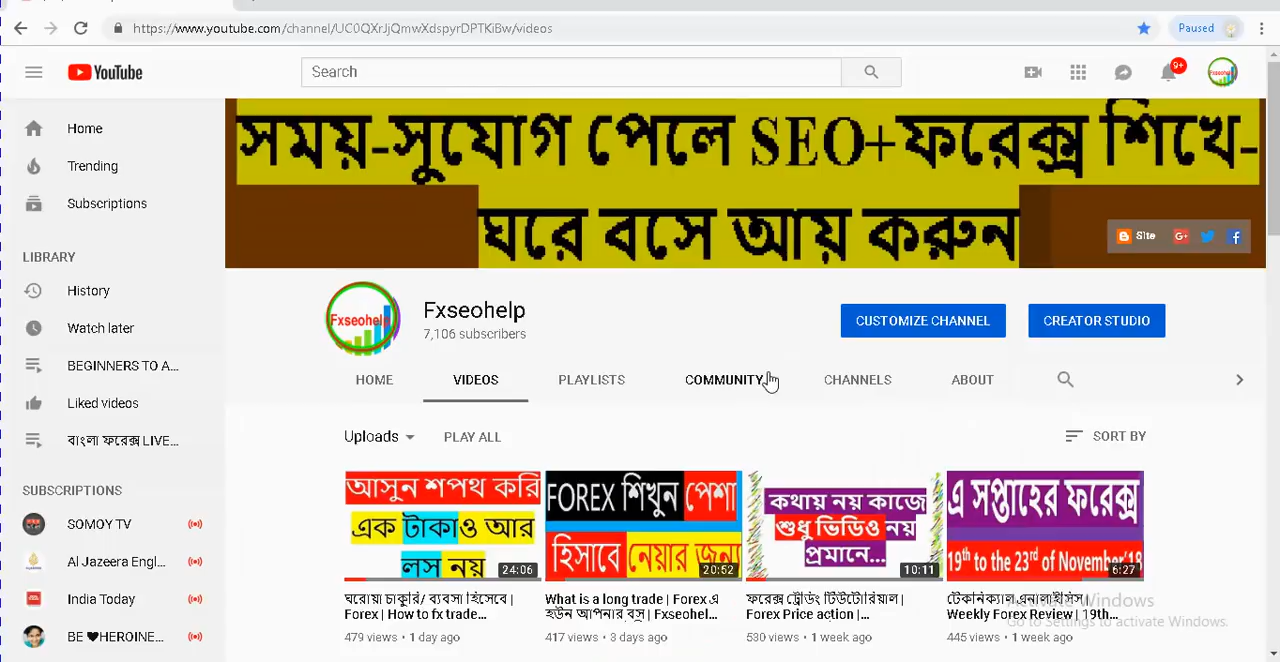 https://www.youtube.com/channel/UC0QXrJjQmwXdspyrDPTKiBw/videos
Paused
YouTube
Search
9+
Fxseohelp
Home
Trending
Subscriptions
LIBRARY
History
Watch later
BEGINNERS TO A...
Liked videos
বাংলা ফরেক্স LIVE...
SUBSCRIPTIONS
SOMOY TV
Al Jazeera Engl...
India Today
BE ♥HEROINE...
সময়-সুযোগ পেলে SEO+ফরেক্স শিখে-
ঘরে বসে আয় করুন
Site
Fxseohelp
Fxseohelp
7,106 subscribers
CUSTOMIZE CHANNEL
CREATOR STUDIO
HOME VIDEOS PLAYLISTS COMMUNITY CHANNELS ABOUT
Uploads PLAY ALL SORT BY
আসুন শপথ করি
এক টাকাও আর
লস নয়
24:06
ঘরোয়া চাকুরি/ ব্যবসা হিসেবে |
Forex | How to fx trade...
479 views • 1 day ago
FOREX শিখুন পেশা
হিসাবে নেয়ার জন্য
20:52
What is a long trade | Forex এ
হউন আপনার বস্ | Fxseohel...
417 views • 3 days ago
কথায় নয় কাজে
শুধু ভিডিও নয়
প্রমানে...
10:11
ফরেক্স ট্রেডিং টিউটোরিয়াল |
Forex Price action |...
530 views • 1 week ago
এ সপ্তাহের ফরেক্স
19th to the 23rd of November'18
6:27
টেকনিক্যাল এনালাইসিস |
Weekly Forex Review | 19th...
445 views • 1 week ago
Activate Windows
Go to Settings to activate Windows.